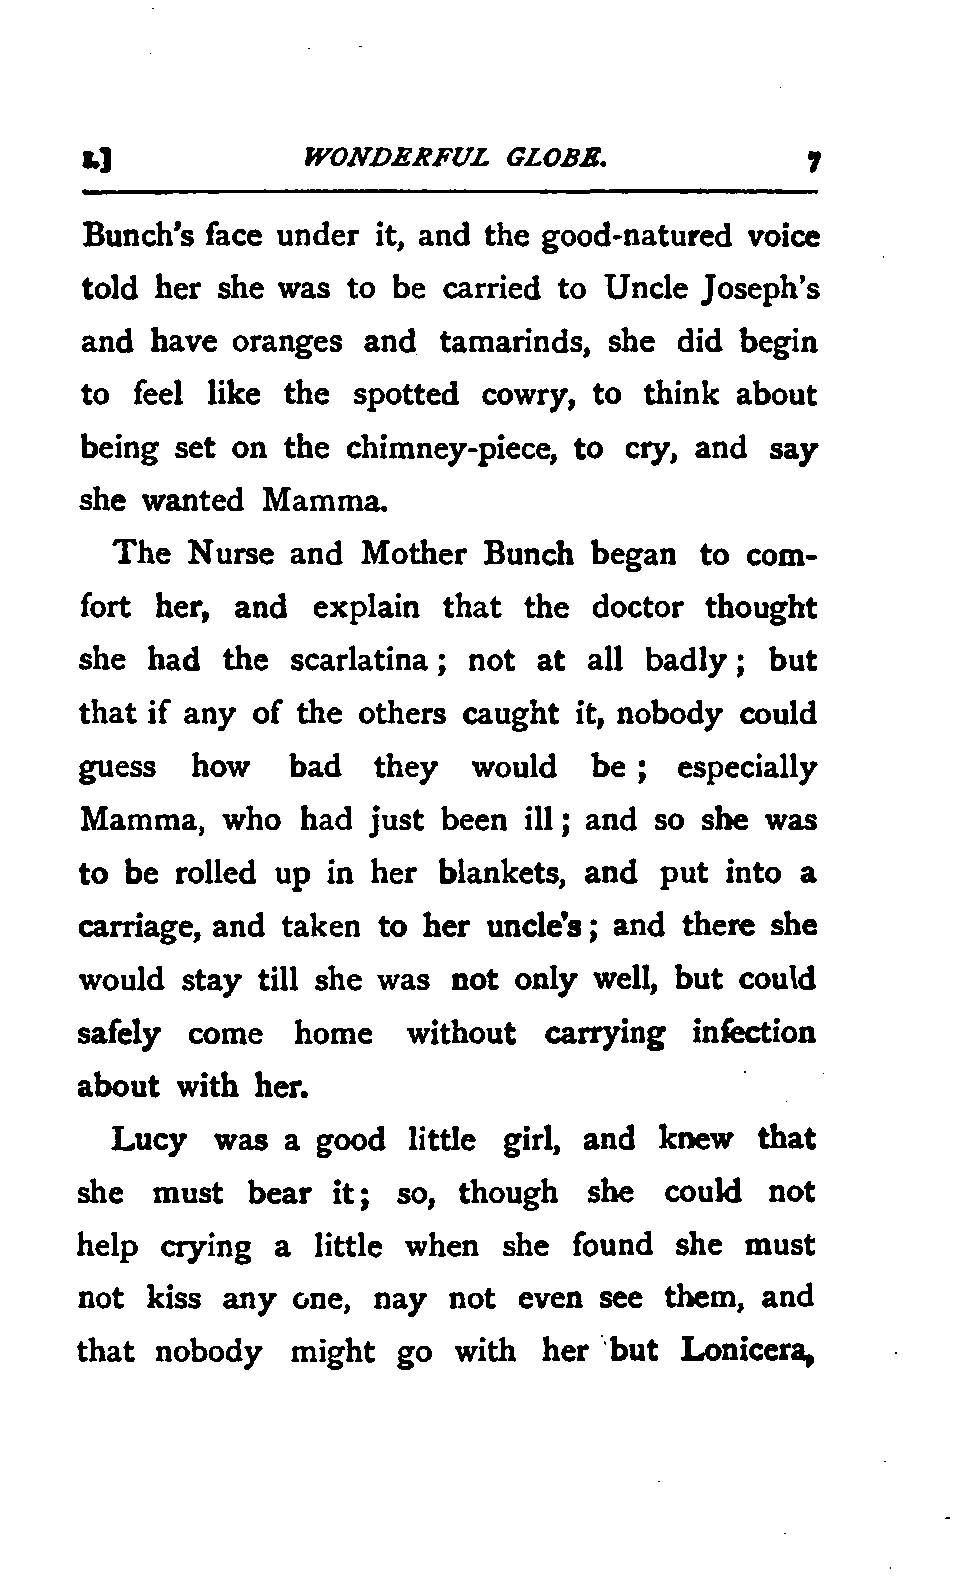 I.] WONDERFUL GLOBE. 7
Bunch's face under it, and the good-natured voice
told her she was to be carried to Uncle Joseph's
and have oranges and tamarinds, she did begin
to feel like the spotted cowry, to think about
being set on the chimney-piece, to cry, and say
she wanted Mamma.
The Nurse and Mother Bunch began to com-
fort her, and explain that the doctor thought
she had the scarlatina ; not at all badly ; but
that if any of the others caught it, nobody could
guess how bad they would be ; especially
Mamma, who had just been ill ; and so she was
to be rolled up in her blankets, and put into a
carriage, and taken to her uncle's ; and there she
would stay till she was not only well, but could
safely come home without carrying infection
about with her.
Lucy was a good little girl, and knew that
she must bear it ; so, though she could not
help crying a little when she found she must
not kiss any one, nay not even see them, and
that nobody might go with her but Lonicera,